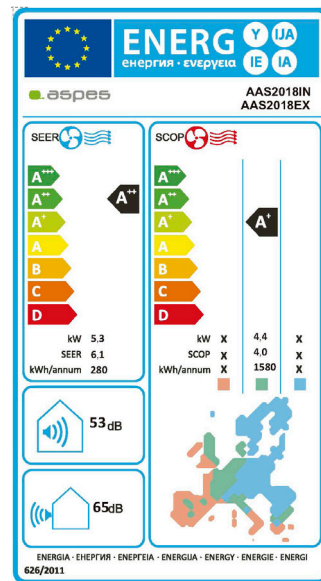 ENERG Y IJA
енергия · ενεργεια IE IA
aspes
AAS2018IN
AAS2018EX
SEER
A+++
A++
A+
A
B
C
D
A++
kW 5,3
SEER 6,1
kWh/annum 280
SCOP
A+++
A++
A+
A
B
C
D
A+
kW X 4,4 X
SCOP X 4,0 X
kWh/annum X 1580 X
53dB
65dB
ENERGIA · ЕНЕРГИЯ · ΕΝΕΡΓΕΙΑ · ENERGIJA · ENERGY · ENERGIE · ENERGI
626/2011